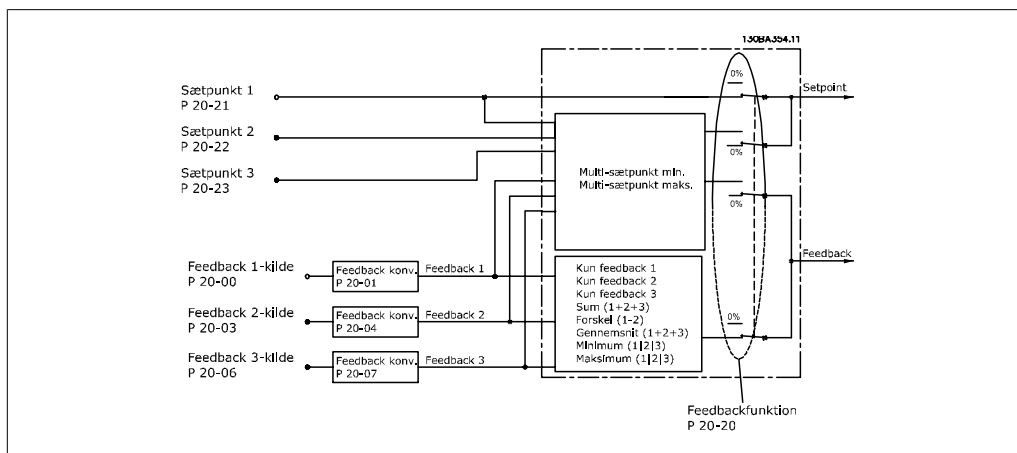 130BA354.11
Sætpunkt 1
P 20-21
Sætpunkt 2
P 20-22
Sætpunkt 3
P 20-23
0%
Setpoint
0%
Multi-sætpunkt min.
Multi-sætpunkt maks.
0%
Feedback
Feedback 1-kilde
P 20-00
Feedback konv.
P 20-01
Feedback 1
Feedback 2-kilde
P 20-03
Feedback konv.
P 20-04
Feedback 2
Feedback 3-kilde
P 20-06
Feedback konv.
P 20-07
Feedback 3
Kun feedback 1
Kun feedback 2
Kun feedback 3
Sum (1+2+3)
Forskel (1-2)
Gennemsnit (1+2+3)
Minimum (1|2|3)
Maksimum (1|2|3)
0%
Feedbackfunktion
P 20-20